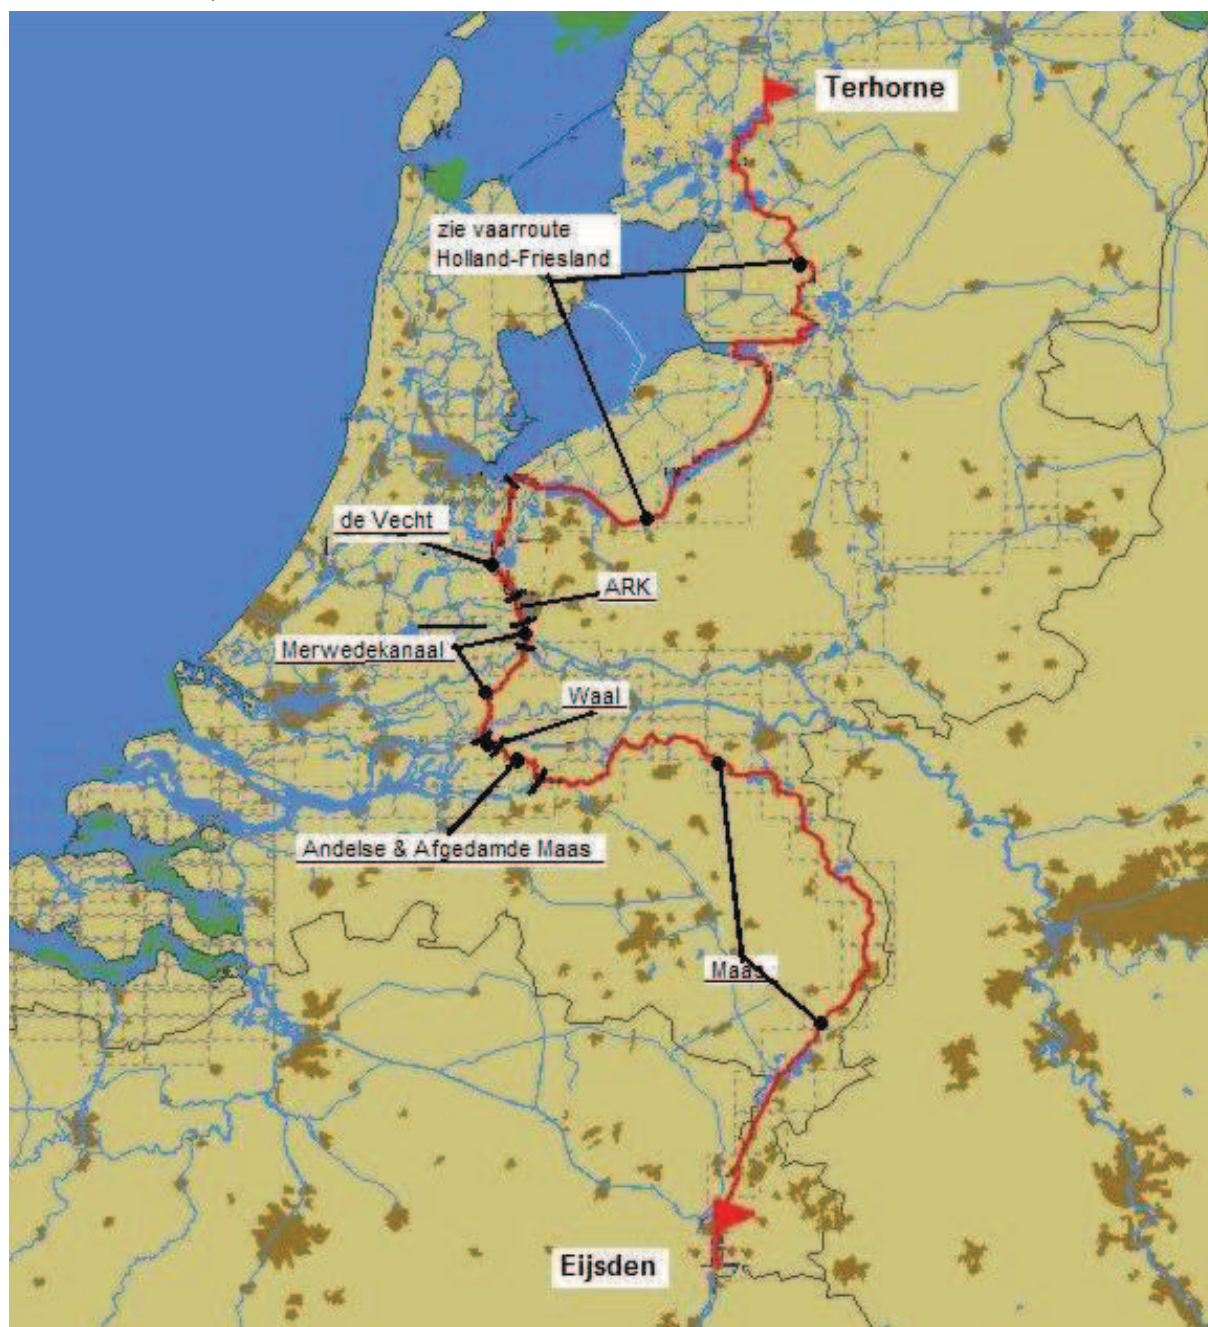 Terhorne
zie vaarroute
Holland-Friesland
de Vecht
ARK
Merwedekanaal
Waal
Andelse & Afgedamde Maas
Maas
Eijsden